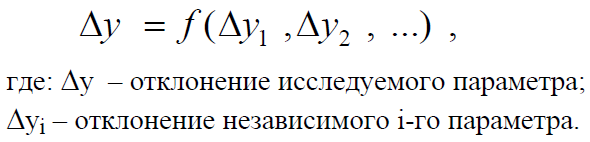 Δy = f(Δy₁ ,Δy₂ , ...) ,
где: Δy – отклонение исследуемого параметра;
Δyᵢ – отклонение независимого i-го параметра.